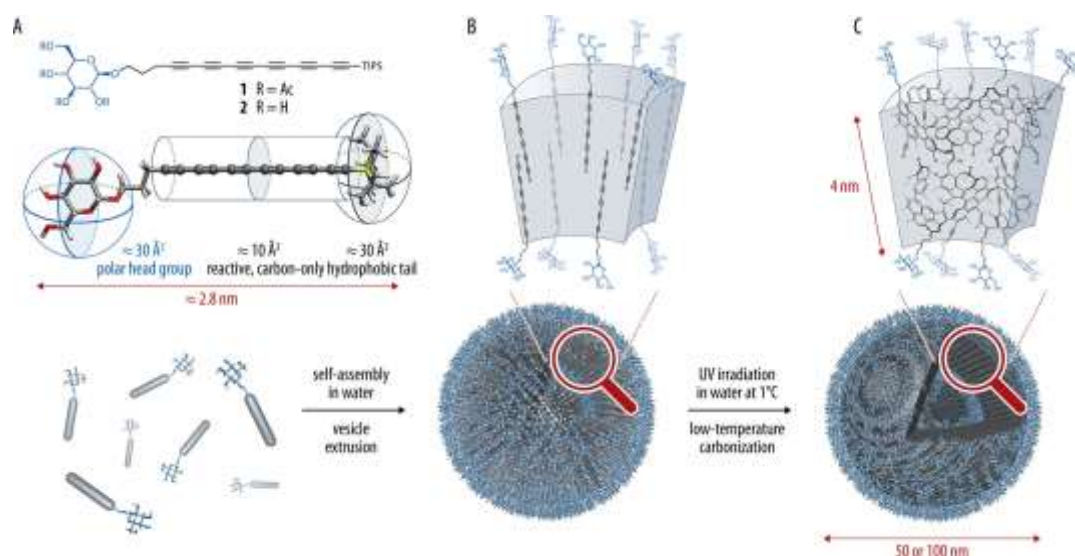 A
RO
RO
RO
RO
OR
O
O
TIPS
1 R = Ac
2 R = H
≈ 30 Å²
polar head group
≈ 10 Å²
≈ 30 Å²
reactive, carbon-only hydrophobic tail
≈ 2.8 nm
self-assembly
in water
vesicle
extrusion
B
UV irradiation
in water at 1°C
low-temperature
carbonization
C
4 nm
50 or 100 nm